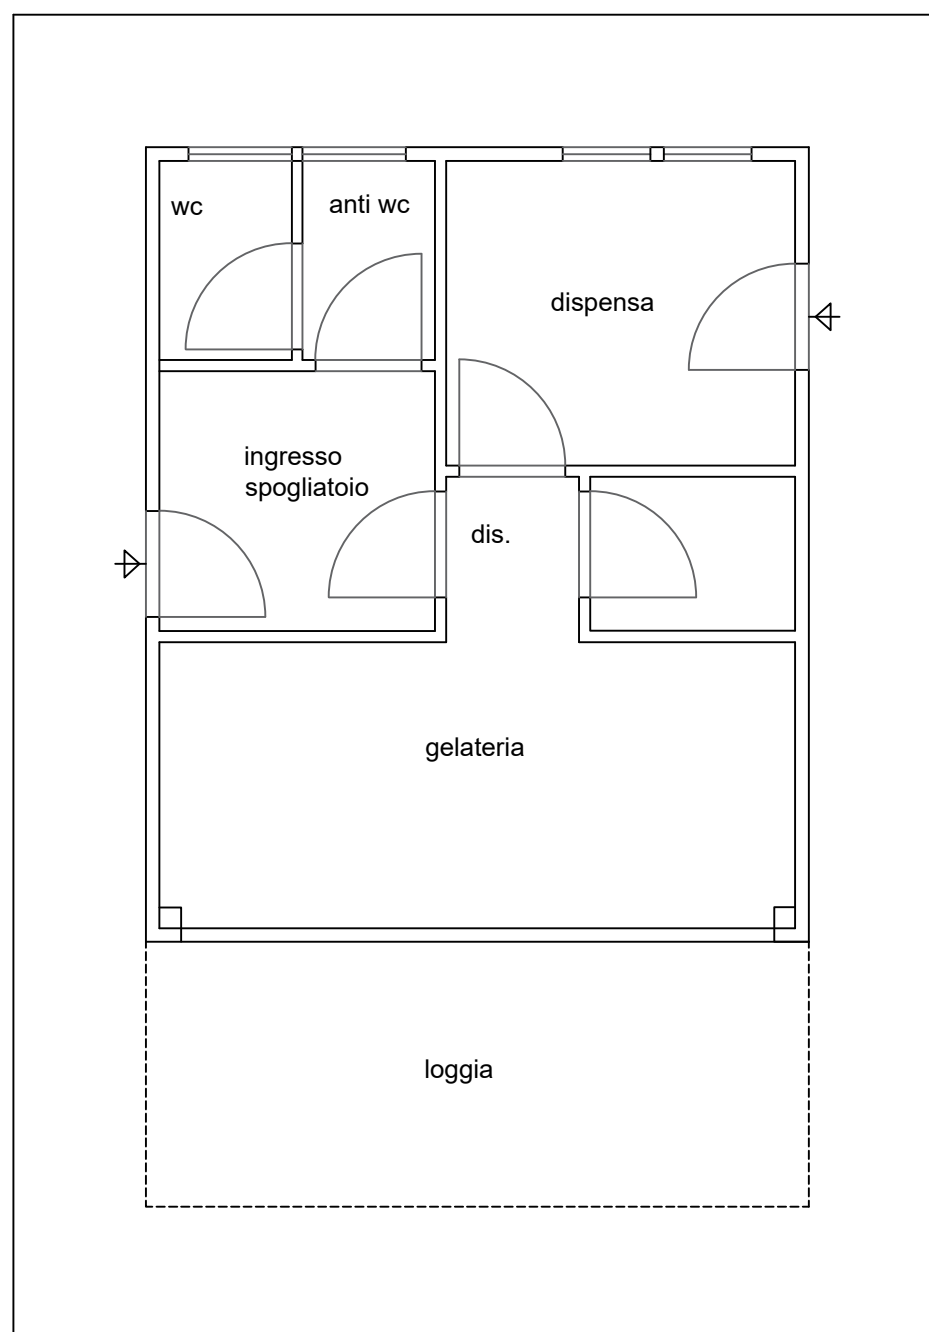 wc
anti wc
dispensa
ingresso
spogliatoio
dis.
gelateria
loggia